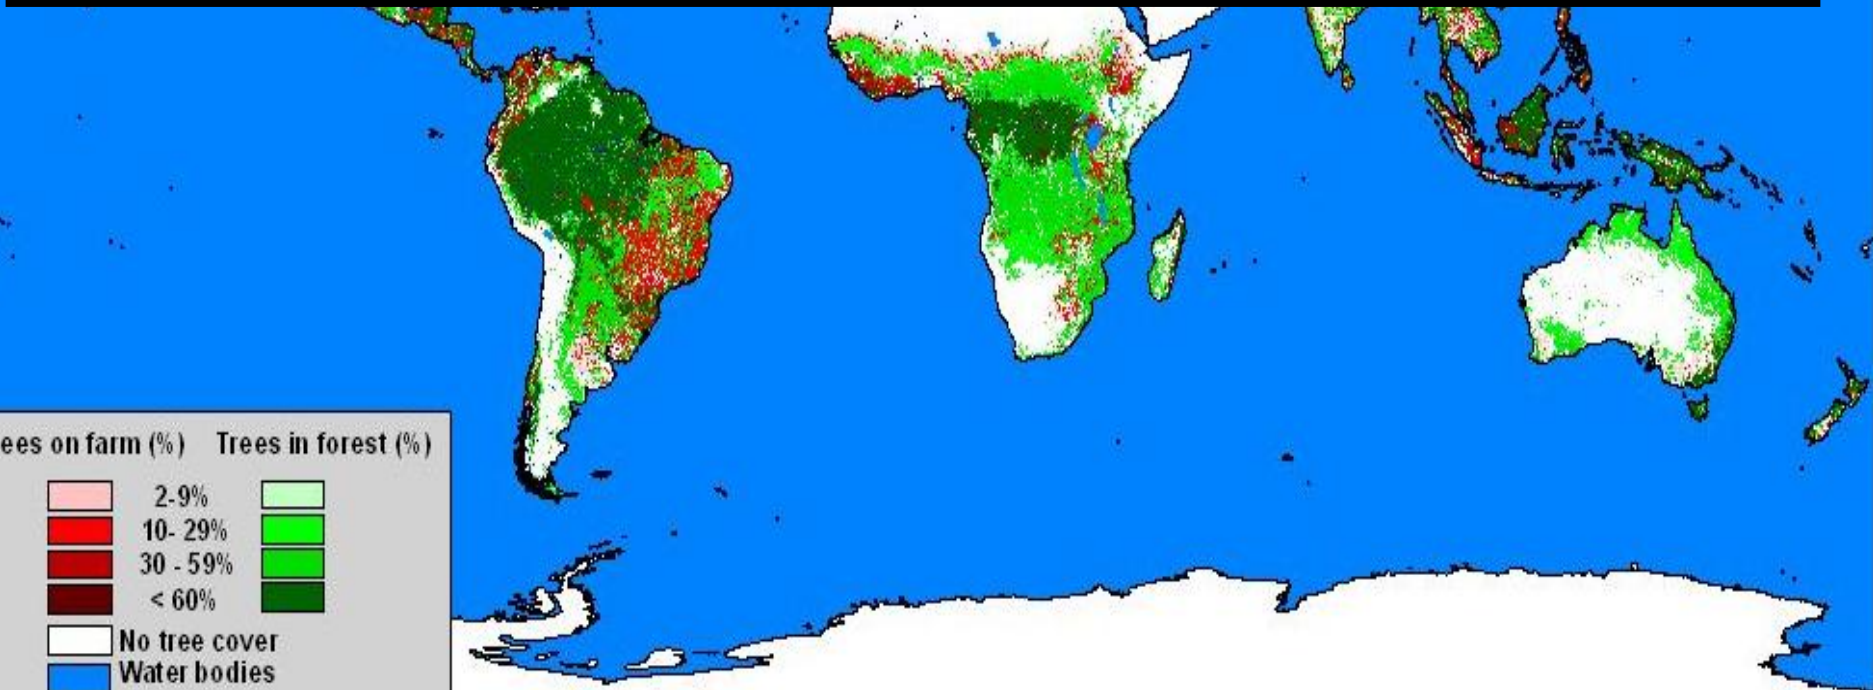 ees on farm (%) Trees in forest (%)
2-9%
10- 29%
30 - 59%
< 60%
No tree cover
Water bodies